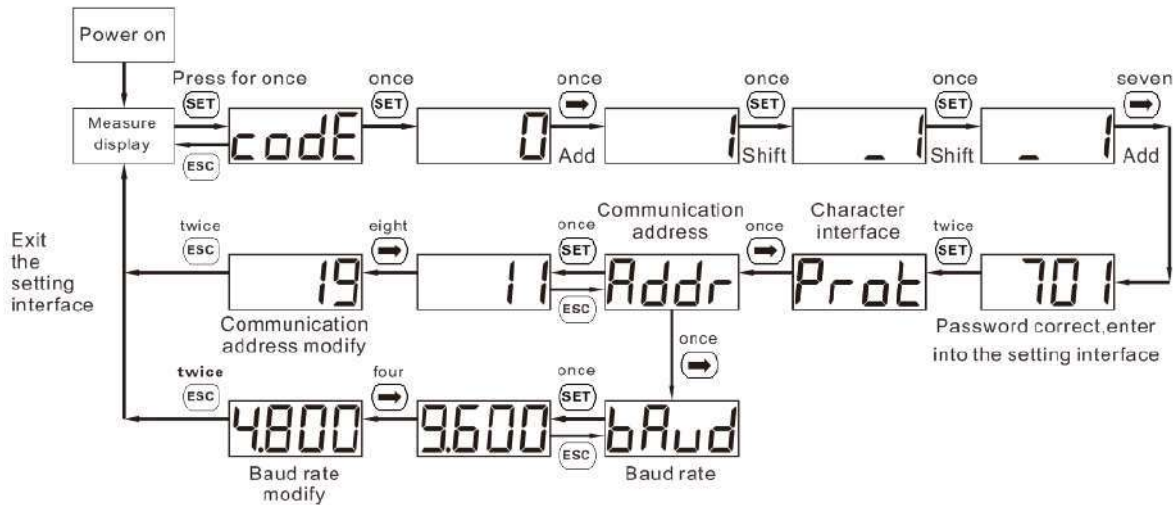 Power on
Press for once
once
once
once
once
seven
SET
SET
SET
SET
Measure
display
codE
0
1
_1
_ 1
ESC
Add
Shift
Shift
Add
Exit
the
setting
interface
twice
ESC
eight
once
SET
Communication
address
once
Character
interface
twice
SET
19
11
Addr
Prot
701
ESC
Communication
address modify
Password correct,enter
into the setting interface
once
twice
ESC
four
once
SET
4.800
9.600
bAud
ESC
Baud rate
modify
Baud rate